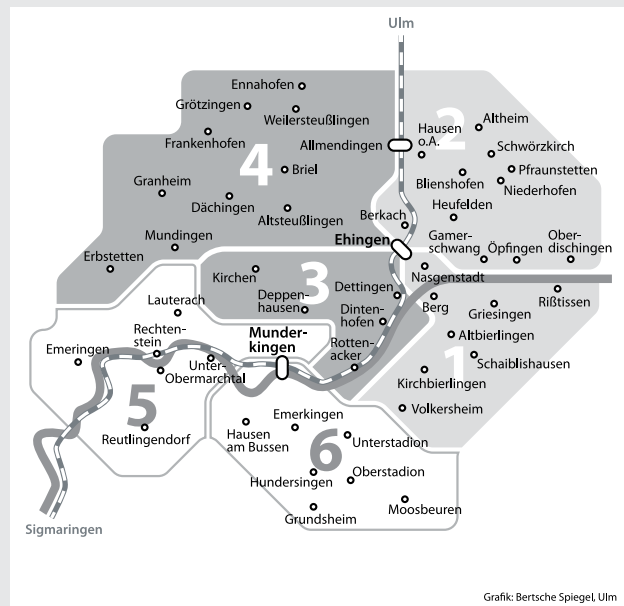 Ulm
Ennahofen
Grötzingen
Weilersteußlingen
Frankenhofen
Allmendingen
4
Briel
Granheim
Dächingen
Altsteußlingen
Mundingen
Erbstetten
2
Hausen
o.A.
Altheim
Schwörzkirch
Pfraunstetten
Blienshofen
Niederhofen
Heufelden
Berkach
Ehingen
Gamer-
schwang
Öpfingen
Ober-
dischingen
Nasgenstadt
Kirchen
3
Dettingen
Deppen-
hausen
Dinten-
hofen
Rotten-
acker
Berg
Rißtissen
Griesingen
Altbierlingen
1
Schaiblishausen
Kirchbierlingen
Volkersheim
Lauterach
Rechten-
stein
Munder-
kingen
Emeringen
Unter-
Obermarchtal
5
Reutlingendorf
Emerkingen
Hausen
am Bussen
6
Unterstadion
Hundersingen
Oberstadion
Grundsheim
Moosbeuren
Sigmaringen
Grafik: Bertsche Spiegel, Ulm